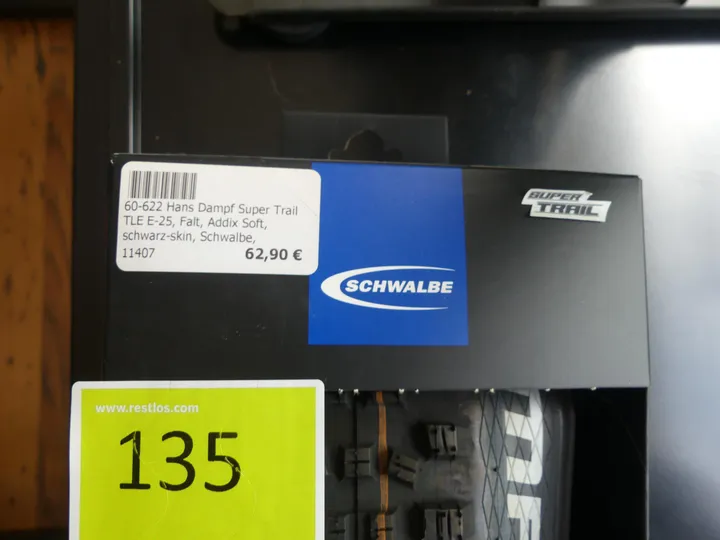 60-622 Hans Dampf Super Trail
TLE E-25, Falt, Addix Soft,
schwarz-skin, Schwalbe,
11407 62,90 €
SUPER
TRAIL
SCHWALBE
www.restlos.com
135